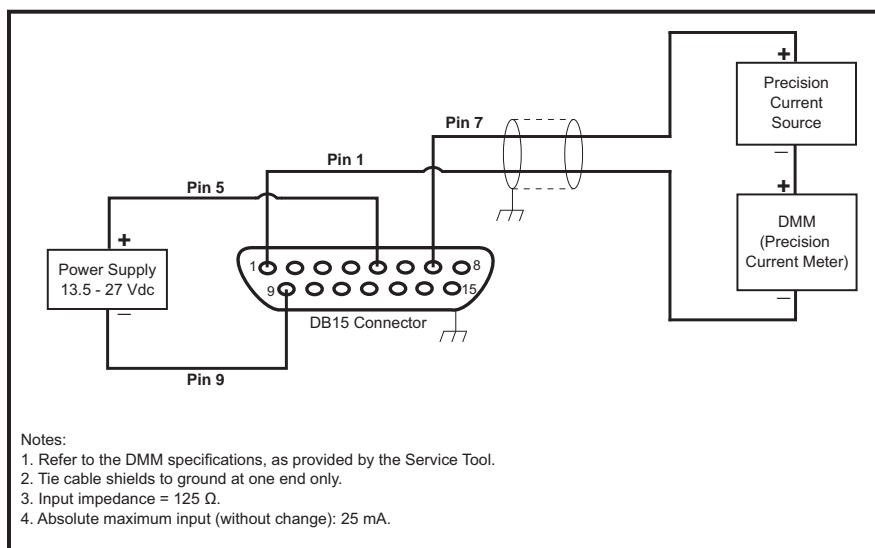 +
Precision
Current
Source
–
Pin 7
Pin 1
Pin 5
+
DMM
(Precision
Current Meter)
–
+
Power Supply
13.5 - 27 Vdc
–
1
8
9
15
DB15 Connector
Pin 9
Notes:
1. Refer to the DMM specifications, as provided by the Service Tool.
2. Tie cable shields to ground at one end only.
3. Input impedance = 125 Ω.
4. Absolute maximum input (without change): 25 mA.